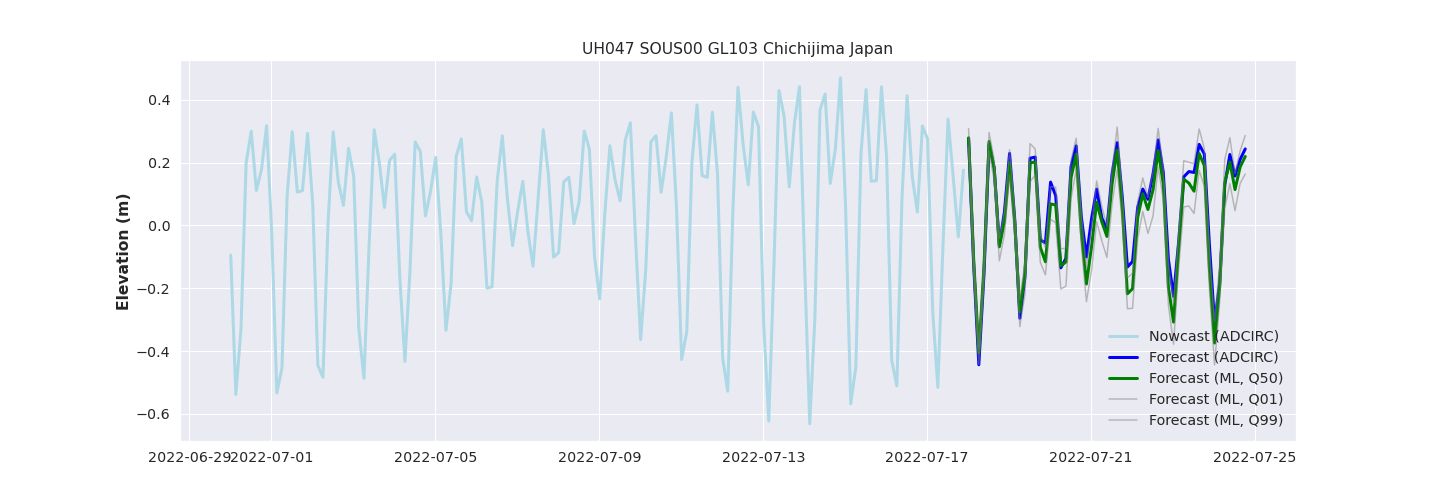 UH047 SOUS00 GL103 Chichijima Japan
Elevation (m)
0.4
0.2
0.0
−0.2
−0.4
−0.6
Nowcast (ADCIRC)
Forecast (ADCIRC)
Forecast (ML, Q50)
Forecast (ML, Q01)
Forecast (ML, Q99)
2022-06-29 2022-07-01 2022-07-05 2022-07-09 2022-07-13 2022-07-17 2022-07-21 2022-07-25